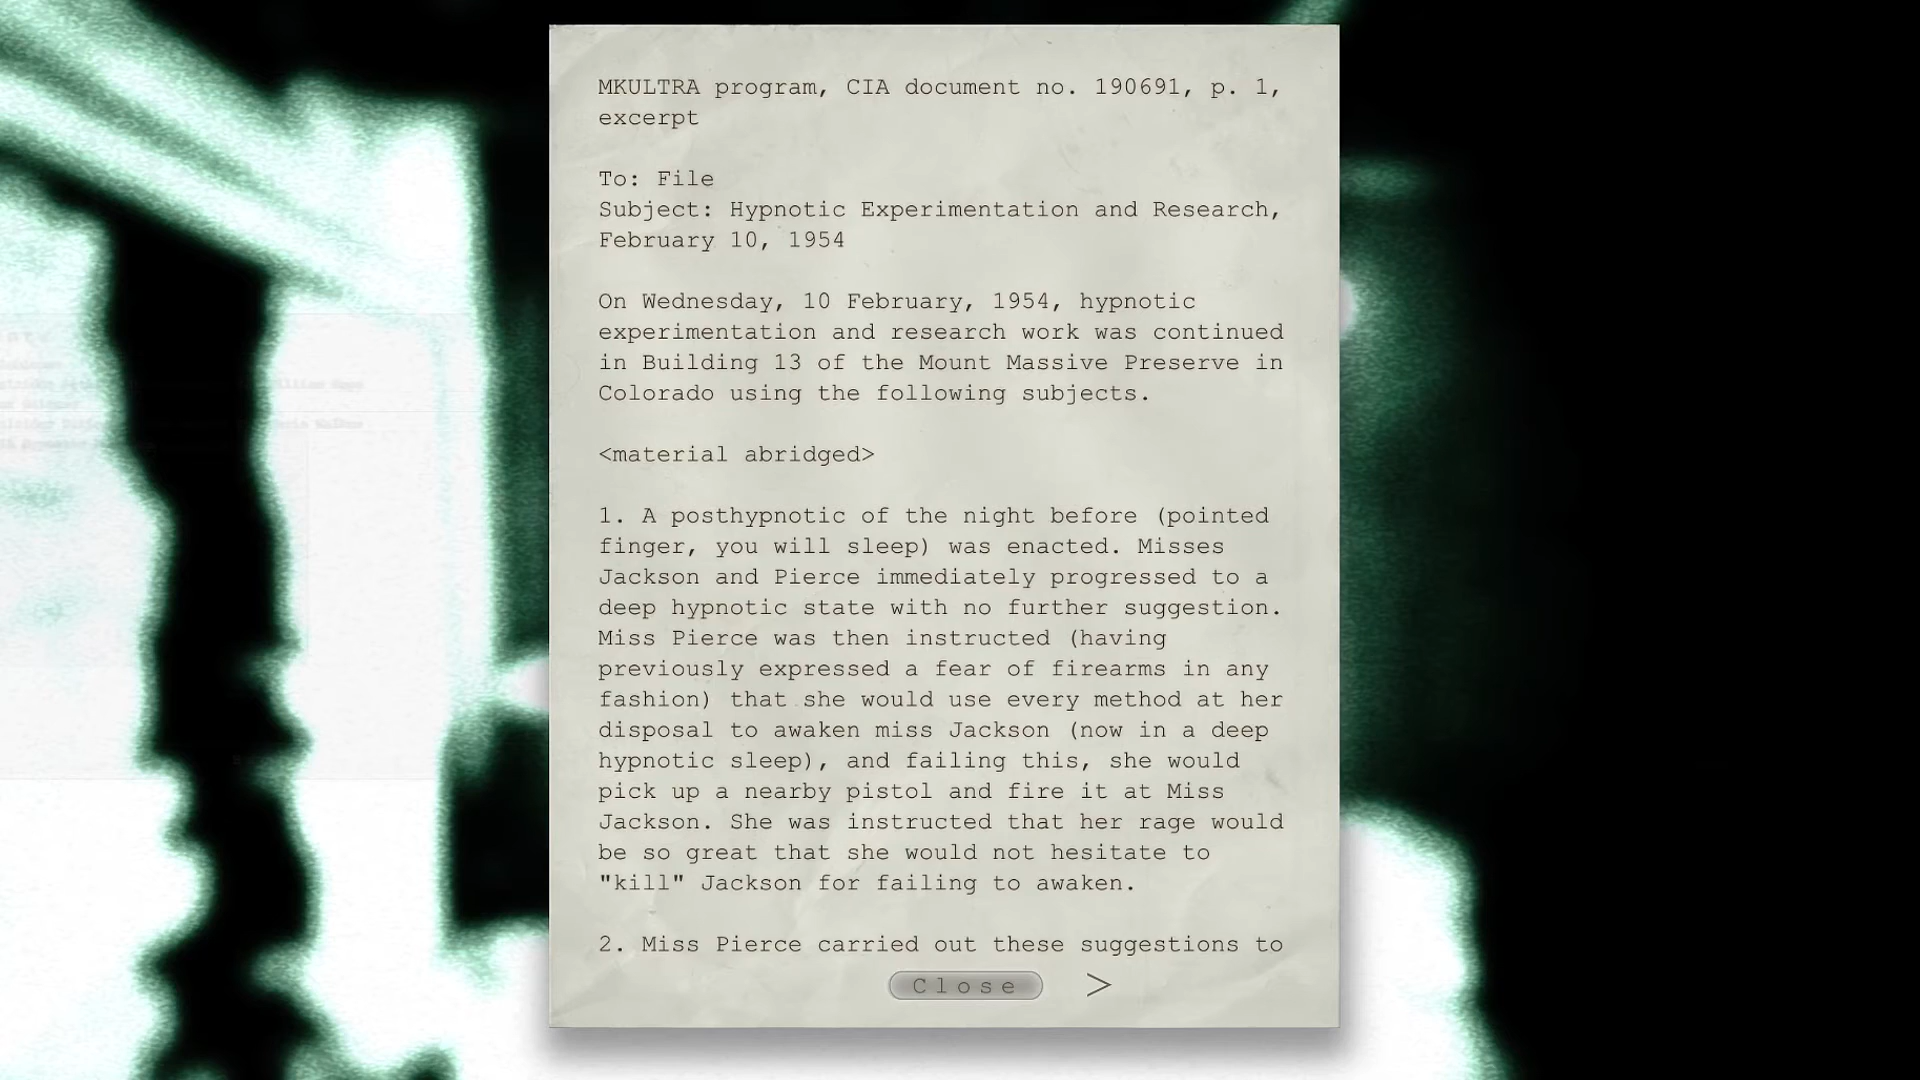 MKULTRA program, CIA document no. 190691, p. 1,
excerpt
To: File
Subject: Hypnotic Experimentation and Research,
February 10, 1954
On Wednesday, 10 February, 1954, hypnotic
experimentation and research work was continued
in Building 13 of the Mount Massive Preserve in
Colorado using the following subjects.
<material abridged>
1. A posthypnotic of the night before (pointed
finger, you will sleep) was enacted. Misses
Jackson and Pierce immediately progressed to a
deep hypnotic state with no further suggestion.
Miss Pierce was then instructed (having
previously expressed a fear of firearms in any
fashion) that she would use every method at her
disposal to awaken miss Jackson (now in a deep
hypnotic sleep), and failing this, she would
pick up a nearby pistol and fire it at Miss
Jackson. She was instructed that her rage would
be so great that she would not hesitate to
"kill" Jackson for failing to awaken.
2. Miss Pierce carried out these suggestions to
Close >